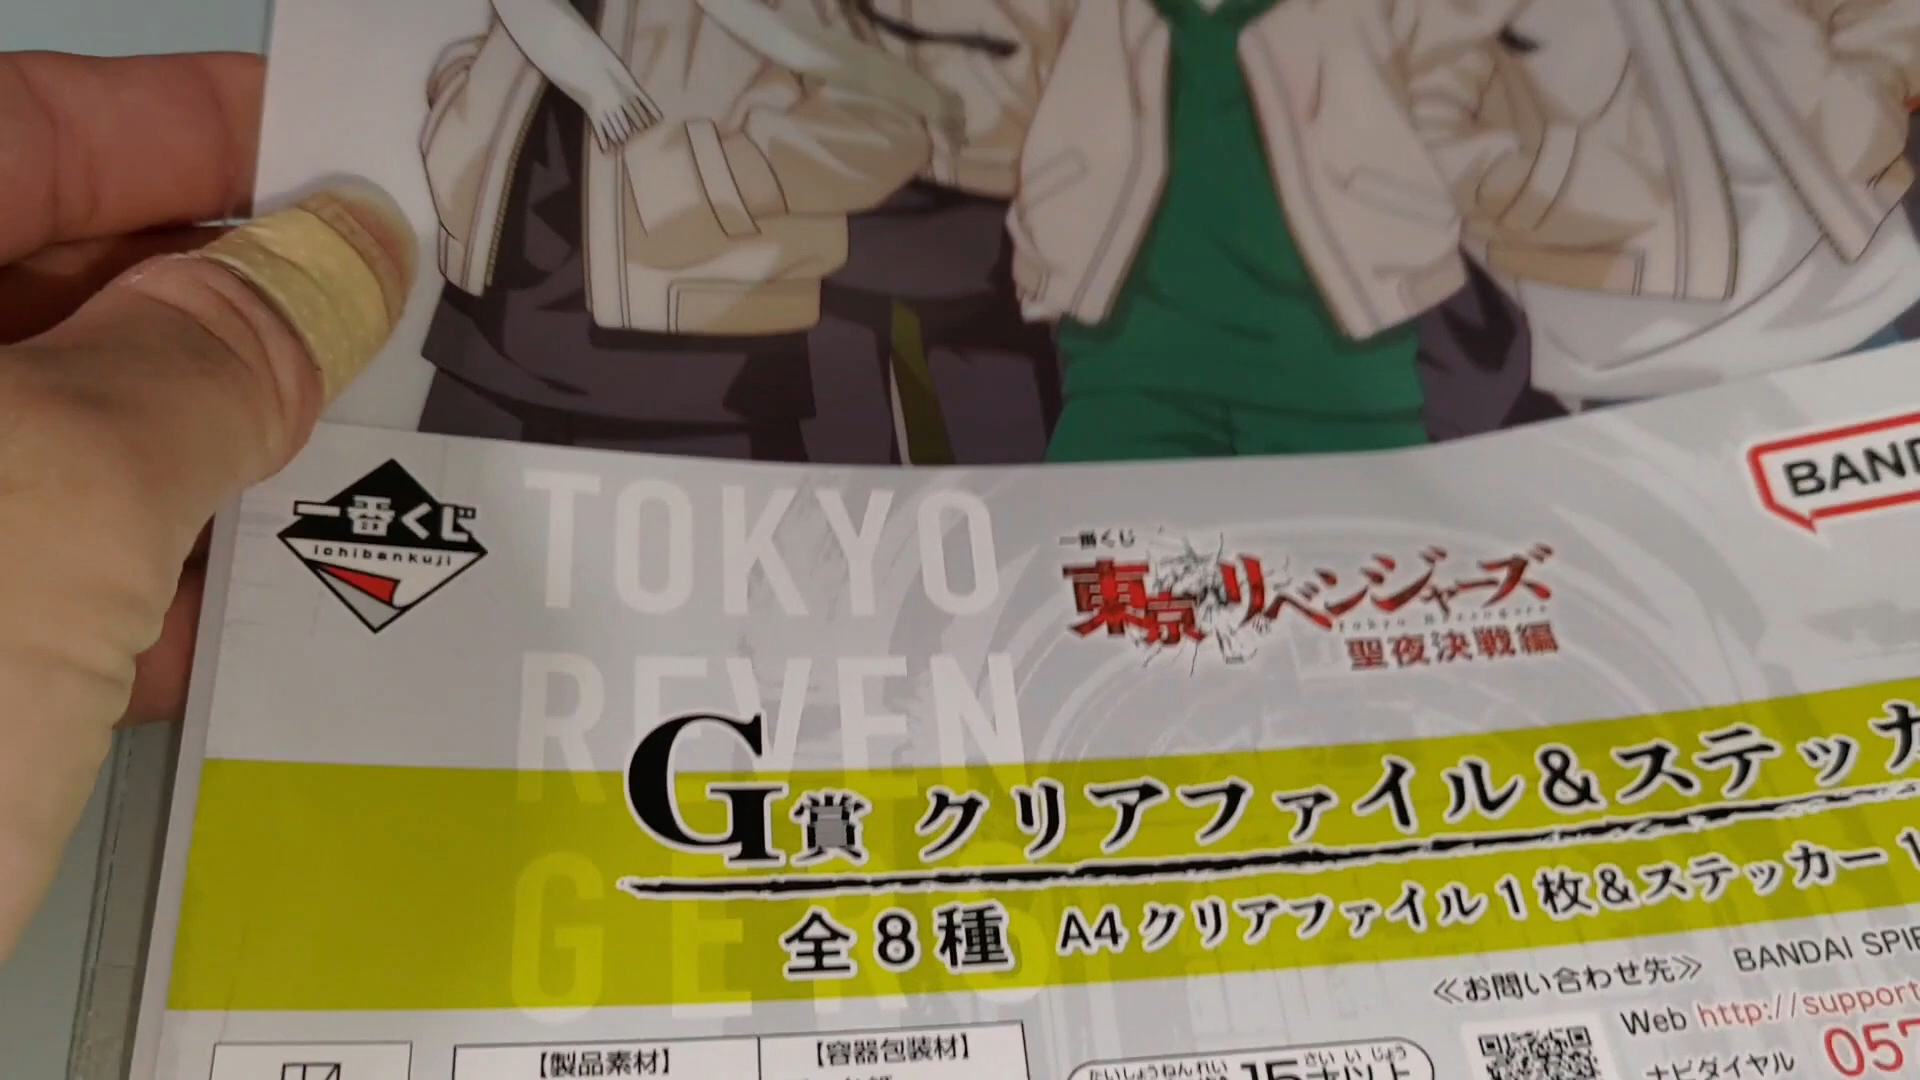 一番くじ
ichibankuji
TOKYO
REVEN
GERS
一番くじ
東京リベンジャーズ
Tokyo Revengers
聖夜決戦編
BAND
G賞 クリアファイル&ステッカ
全8種 A4クリアファイル1枚&ステッカー1
≪お問い合わせ先≫ BANDAI SPIR
Web http://support
ナビダイヤル 057
【製品素材】
【容器包装材】
たいしょうねんれい 15さい いじょう